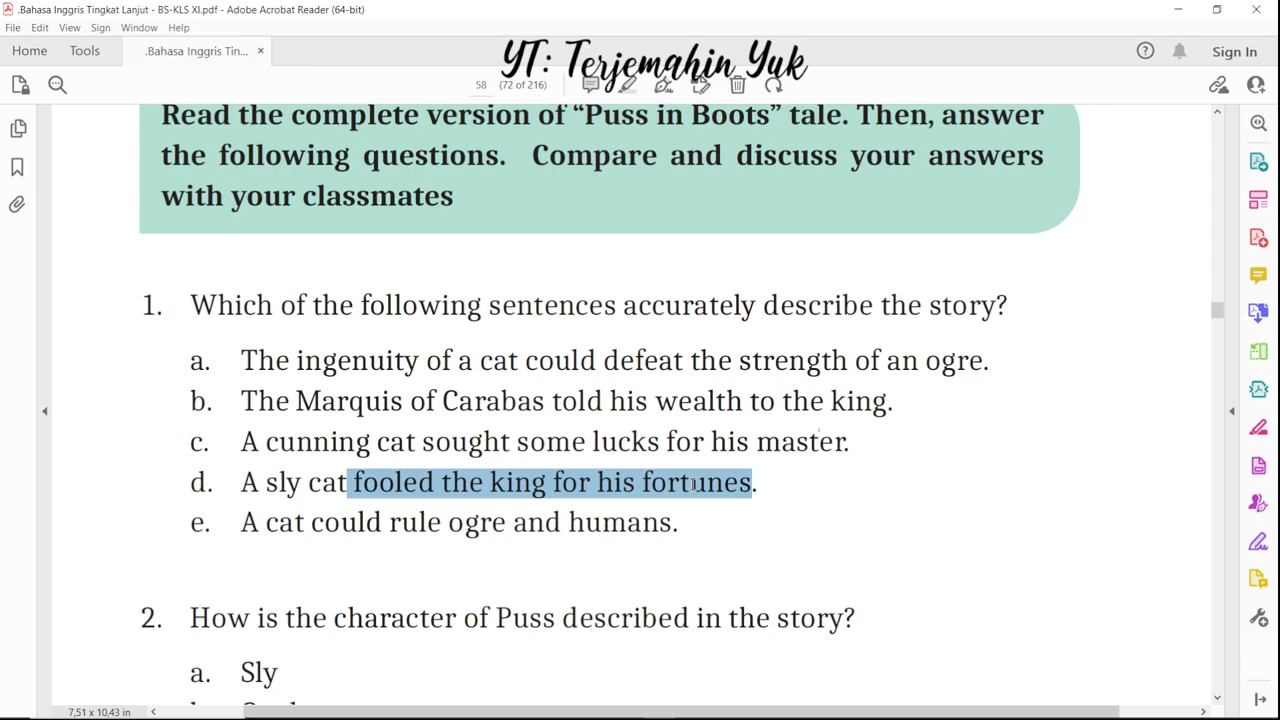 .Bahasa Inggris Tingkat Lanjut - BS-KLS XI.pdf - Adobe Acrobat Reader (64-bit)
File Edit View Sign Window Help
Home Tools .Bahasa Inggris Tin... × Sign In
YT: Terjemahin Yuk
58 (72 of 216)
Read the complete version of “Puss in Boots” tale. Then, answer
the following questions. Compare and discuss your answers
with your classmates
1. Which of the following sentences accurately describe the story?
a. The ingenuity of a cat could defeat the strength of an ogre.
b. The Marquis of Carabas told his wealth to the king.
c. A cunning cat sought some lucks for his master.
d. A sly cat fooled the king for his fortunes.
e. A cat could rule ogre and humans.
2. How is the character of Puss described in the story?
a. Sly
7,51 x 10,43 in